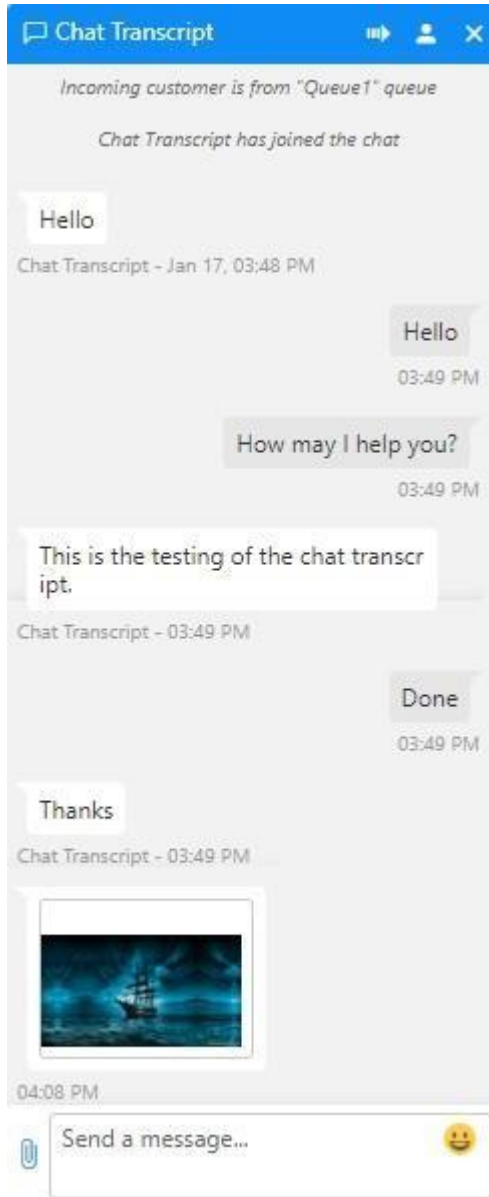 Chat Transcript
Incoming customer is from "Queue1" queue
Chat Transcript has joined the chat
Hello
Chat Transcript - Jan 17, 03:48 PM
Hello
03:49 PM
How may I help you?
03:49 PM
This is the testing of the chat transcr
ipt.
Chat Transcript - 03:49 PM
Done
03:49 PM
Thanks
Chat Transcript - 03:49 PM
04:08 PM
Send a message...